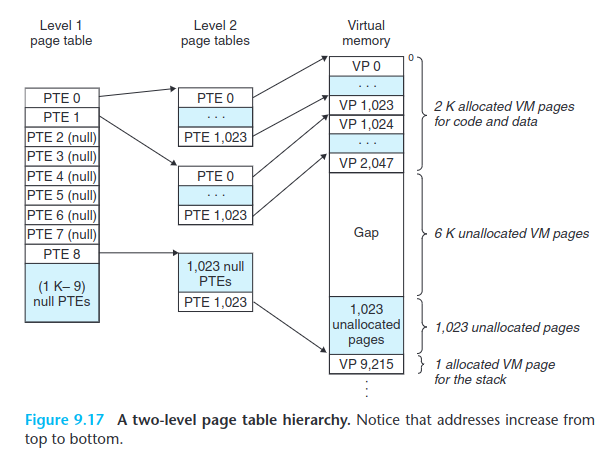 Level 1
page table
Level 2
page tables
Virtual
memory
0
PTE 0
PTE 1
PTE 2 (null)
PTE 3 (null)
PTE 4 (null)
PTE 5 (null)
PTE 6 (null)
PTE 7 (null)
PTE 8
(1 K– 9)
null PTEs
PTE 0
. . .
PTE 1,023
PTE 0
. . .
PTE 1,023
1,023 null
PTEs
PTE 1,023
VP 0
. . .
VP 1,023
VP 1,024
. . .
VP 2,047
Gap
1,023
unallocated
pages
VP 9,215
. . .
2 K allocated VM pages
for code and data
6 K unallocated VM pages
1,023 unallocated pages
1 allocated VM page
for the stack
Figure 9.17 A two-level page table hierarchy. Notice that addresses increase from
top to bottom.